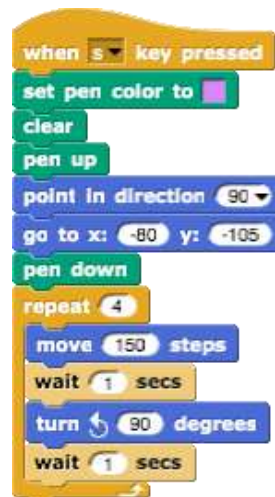 when s key pressed
set pen color to
clear
pen up
point in direction 90
go to x: -80 y: -105
pen down
repeat 4
move 150 steps
wait 1 secs
turn 90 degrees
wait 1 secs